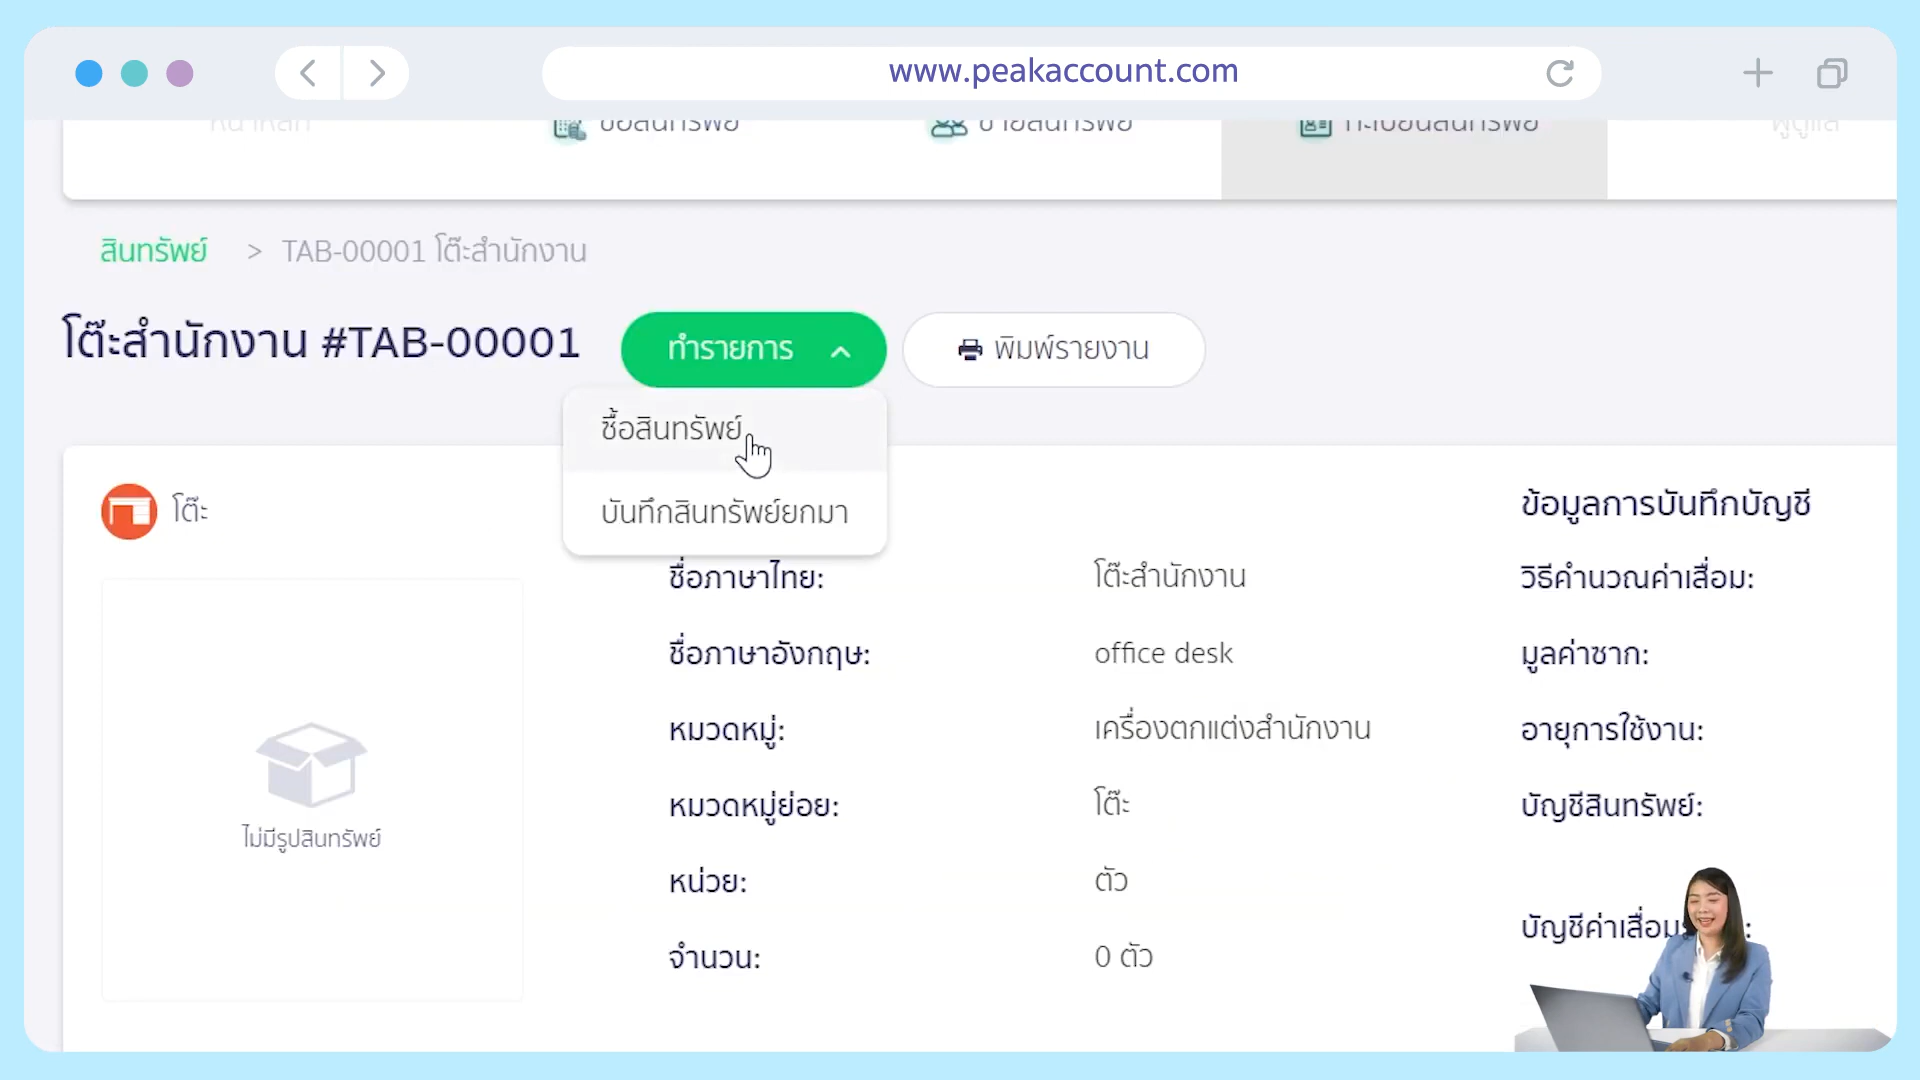 www.peakaccount.com
สินทรัพย์ > TAB-00001 โต๊ะสำนักงาน
โต๊ะสำนักงาน #TAB-00001
ทำรายการ
พิมพ์รายงาน
ซื้อสินทรัพย์
บันทึกสินทรัพย์ยกมา
โต๊ะ
ไม่มีรูปสินทรัพย์
ชื่อภาษาไทย: โต๊ะสำนักงาน
ชื่อภาษาอังกฤษ: office desk
หมวดหมู่: เครื่องตกแต่งสำนักงาน
หมวดหมู่ย่อย: โต๊ะ
หน่วย: ตัว
จำนวน: 0 ตัว
ข้อมูลการบันทึกบัญชี
วิธีคำนวณค่าเสื่อม:
มูลค่าซาก:
อายุการใช้งาน:
บัญชีสินทรัพย์: